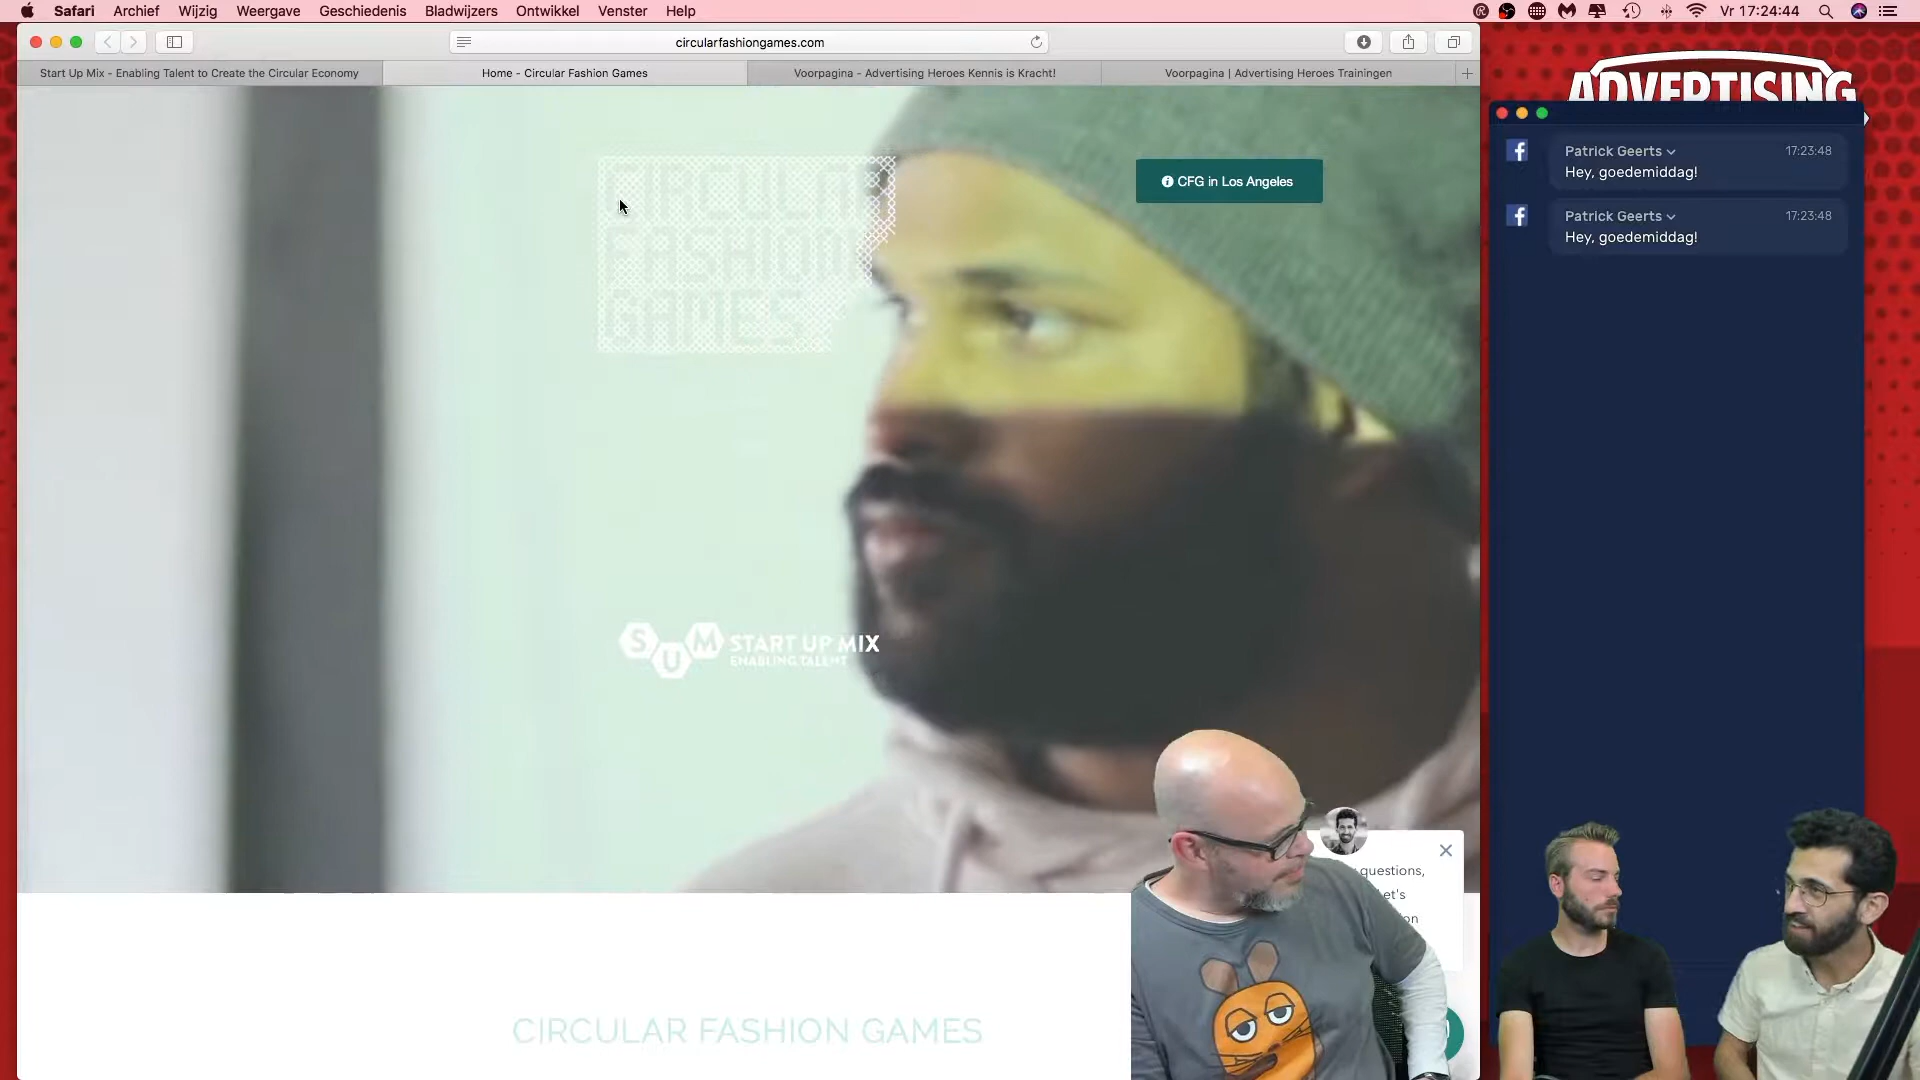 Safari Archief Wijzig Weergave Geschiedenis Bladwijzers Ontwikkel Venster Help
Vr 17:24:44
circularfashiongames.com
Start Up Mix - Enabling Talent to Create the Circular Economy
Home - Circular Fashion Games
Voorpagina - Advertising Heroes Kennis is Kracht!
Voorpagina | Advertising Heroes Trainingen
ADVERTISING
CIRCULAR
FASHION
GAMES
CFG in Los Angeles
Patrick Geerts 17:23:48
Hey, goedemiddag!
Patrick Geerts 17:23:48
Hey, goedemiddag!
SUM START UP MIX
ENABLING TALENT
questions,
CIRCULAR FASHION GAMES